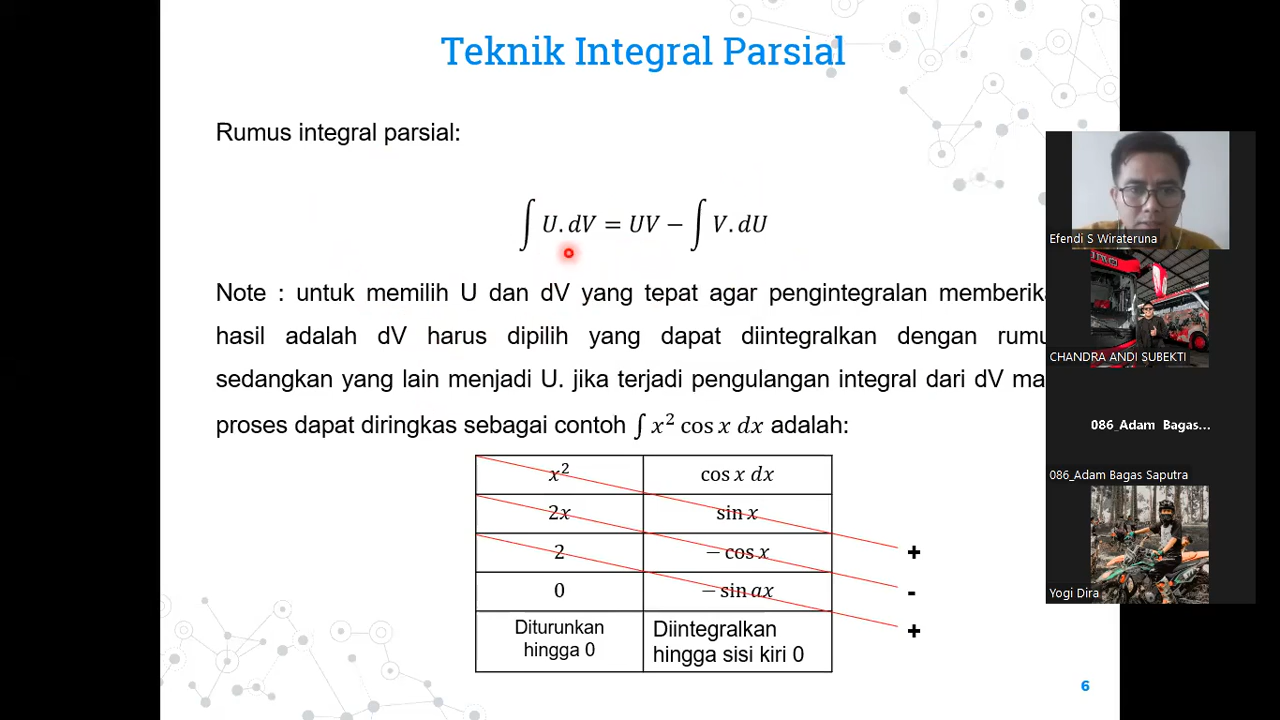 Teknik Integral Parsial
Rumus integral parsial:
∫ U. dV = UV − ∫ V. dU
Note : untuk memilih U dan dV yang tepat agar pengintegralan
hasil adalah dV harus dipilih yang dapat diintegralkan dengan
sedangkan yang lain menjadi U. jika terjadi pengulangan integral dari dV
proses dapat diringkas sebagai contoh ∫ x² cos x dx adalah:
x² cos x dx
2x sin x
2 − cos x +
0 − sin ax -
Diturunkan hingga 0
Diintegralkan hingga sisi kiri 0
+
6
Efendi S Wirateruna
CHANDRA ANDI SUBEKTI
086_Adam Bagas...
086_Adam Bagas Saputra
Yogi Dira